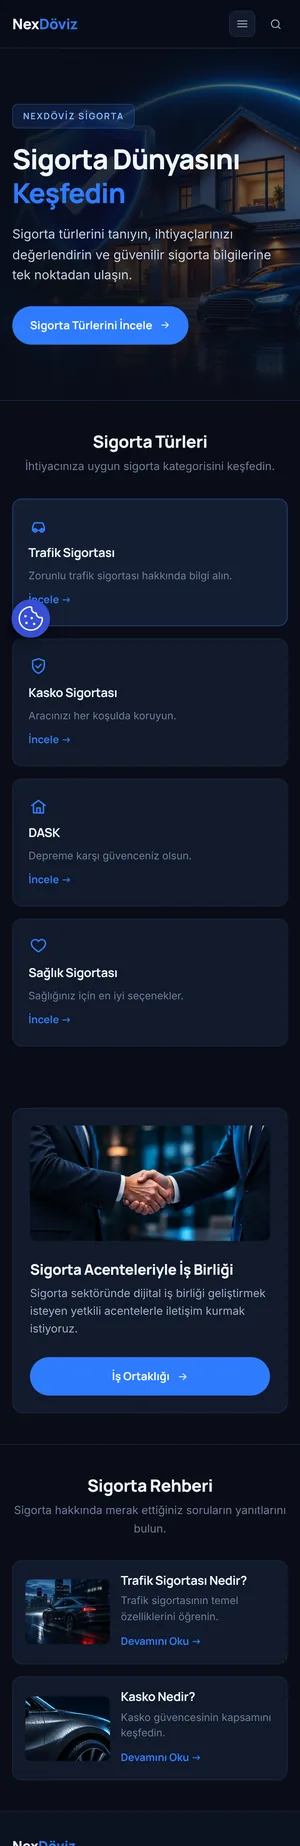 NexDöviz
NEXDÖVİZ SİGORTA
Sigorta Dünyasını
Keşfedin
Sigorta türlerini tanıyın, ihtiyaçlarınızı
değerlendirin ve güvenilir sigorta bilgilerine
tek noktadan ulaşın.
Sigorta Türlerini İncele →
Sigorta Türleri
İhtiyacınıza uygun sigorta kategorisini keşfedin.
Trafik Sigortası
Zorunlu trafik sigortası hakkında bilgi alın.
İncele →
Kasko Sigortası
Aracınızı her koşulda koruyun.
İncele →
DASK
Depreme karşı güvenceniz olsun.
İncele →
Sağlık Sigortası
Sağlığınız için en iyi seçenekler.
İncele →
Sigorta Acenteleriyle İş Birliği
Sigorta sektöründe dijital iş birliği geliştirmek
isteyen yetkili acentelerle iletişim kurmak
istiyoruz.
İş Ortaklığı →
Sigorta Rehberi
Sigorta hakkında merak ettiğiniz soruların yanıtlarını
bulun.
Trafik Sigortası Nedir?
Trafik sigortasının temel
özelliklerini öğrenin.
Devamını Oku →
Kasko Nedir?
Kasko güvencesinin kapsamını
keşfedin.
Devamını Oku →
NexDöviz